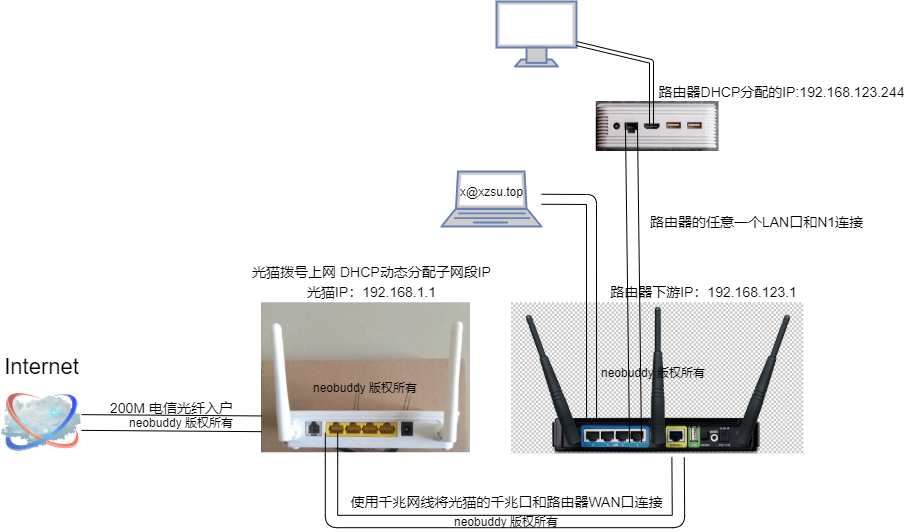 路由器DHCP分配的IP:192.168.123.244
x@xzsu.top
路由器的任意一个LAN口和N1连接
光猫拨号上网 DHCP动态分配子网段IP
光猫IP：192.168.1.1
路由器下游IP：192.168.123.1
Internet
neobuddy 版权所有
neobuddy 版权所有
200M 电信光纤入户
neobuddy 版权所有
使用千兆网线将光猫的千兆口和路由器WAN口连接
neobuddy 版权所有